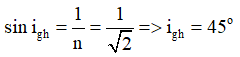 sin i_gh = 1/n = 1/√2 => i_gh = 45°